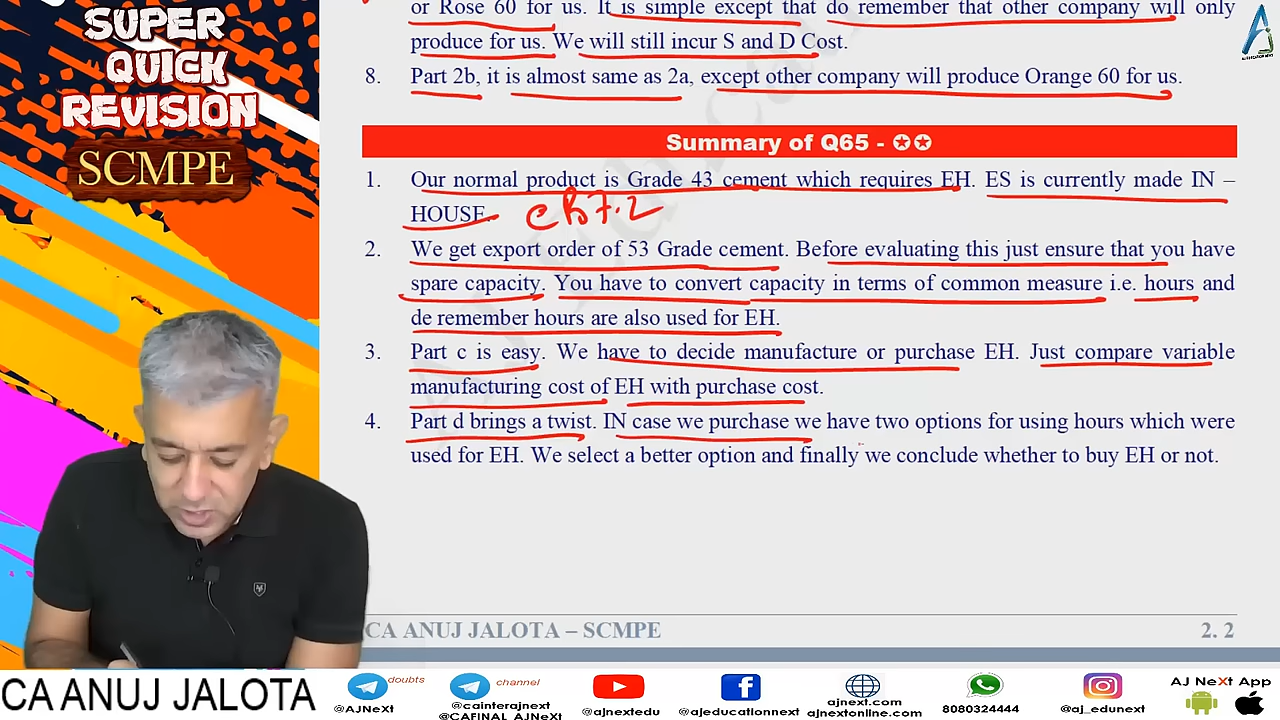 SUPER
QUICK
REVISION
SCMPE
or Rose 60 for us. It is simple except that do remember that other company will only
produce for us. We will still incur S and D Cost.
8. Part 2b, it is almost same as 2a, except other company will produce Orange 60 for us.
Summary of Q65 - ✪✪
1. Our normal product is Grade 43 cement which requires EH. ES is currently made IN –
HOUSE.
2. We get export order of 53 Grade cement. Before evaluating this just ensure that you have
spare capacity. You have to convert capacity in terms of common measure i.e. hours and
de remember hours are also used for EH.
3. Part c is easy. We have to decide manufacture or purchase EH. Just compare variable
manufacturing cost of EH with purchase cost.
4. Part d brings a twist. IN case we purchase we have two options for using hours which were
used for EH. We select a better option and finally we conclude whether to buy EH or not.
CA ANUJ JALOTA – SCMPE 2. 2
CA ANUJ JALOTA
doubts
@AJNeXt
channel
@cainterajnext
@CAFINAL_AJNeXt
@ajnextedu
@ajeducationnext
ajnext.com
ajnextonline.com
8080324444
@aj_edunext
AJ NeXt App